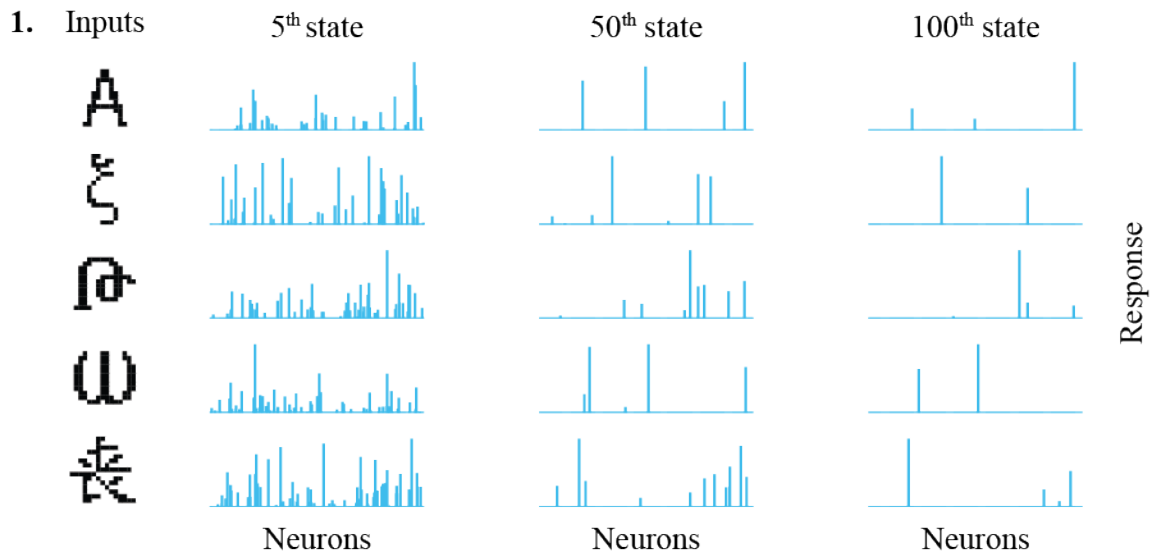 1. Inputs 5th state 50th state 100th state
A
ξ
Թ
ω
Response
Neurons Neurons Neurons